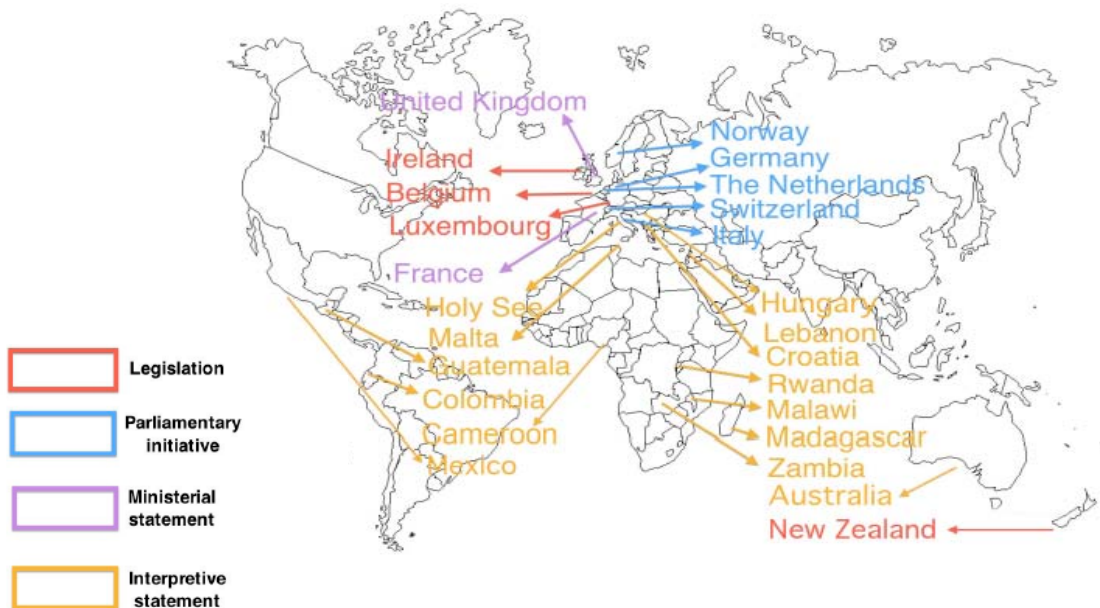 United Kingdom
Ireland
Belgium
Luxembourg
France
Norway
Germany
The Netherlands
Switzerland
Italy
Holy See
Malta
Guatemala
Colombia
Cameroon
Mexico
Hungary
Lebanon
Croatia
Rwanda
Malawi
Madagascar
Zambia
Australia
New Zealand
Legislation
Parliamentary
initiative
Ministerial
statement
Interpretive
statement